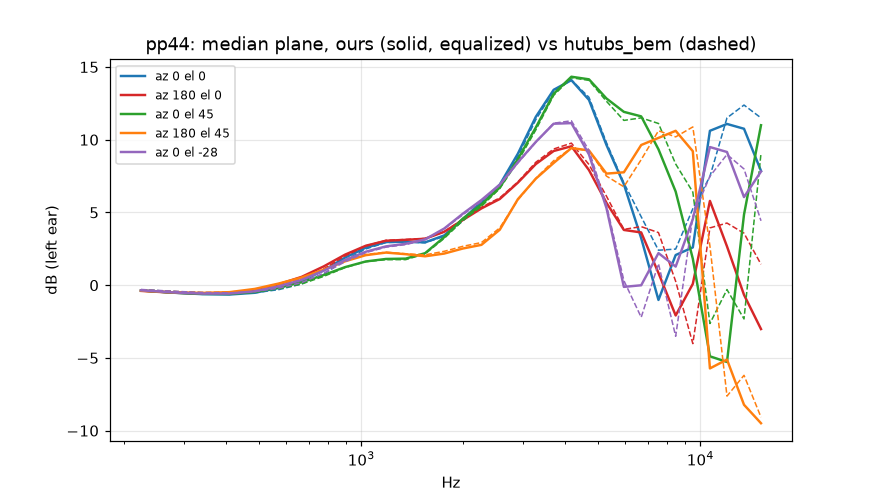 pp44: median plane, ours (solid, equalized) vs hutubs_bem (dashed)
az 0 el 0
az 180 el 0
az 0 el 45
az 180 el 45
az 0 el -28
dB (left ear)
15
10
5
0
−5
−10
10³
10⁴
Hz